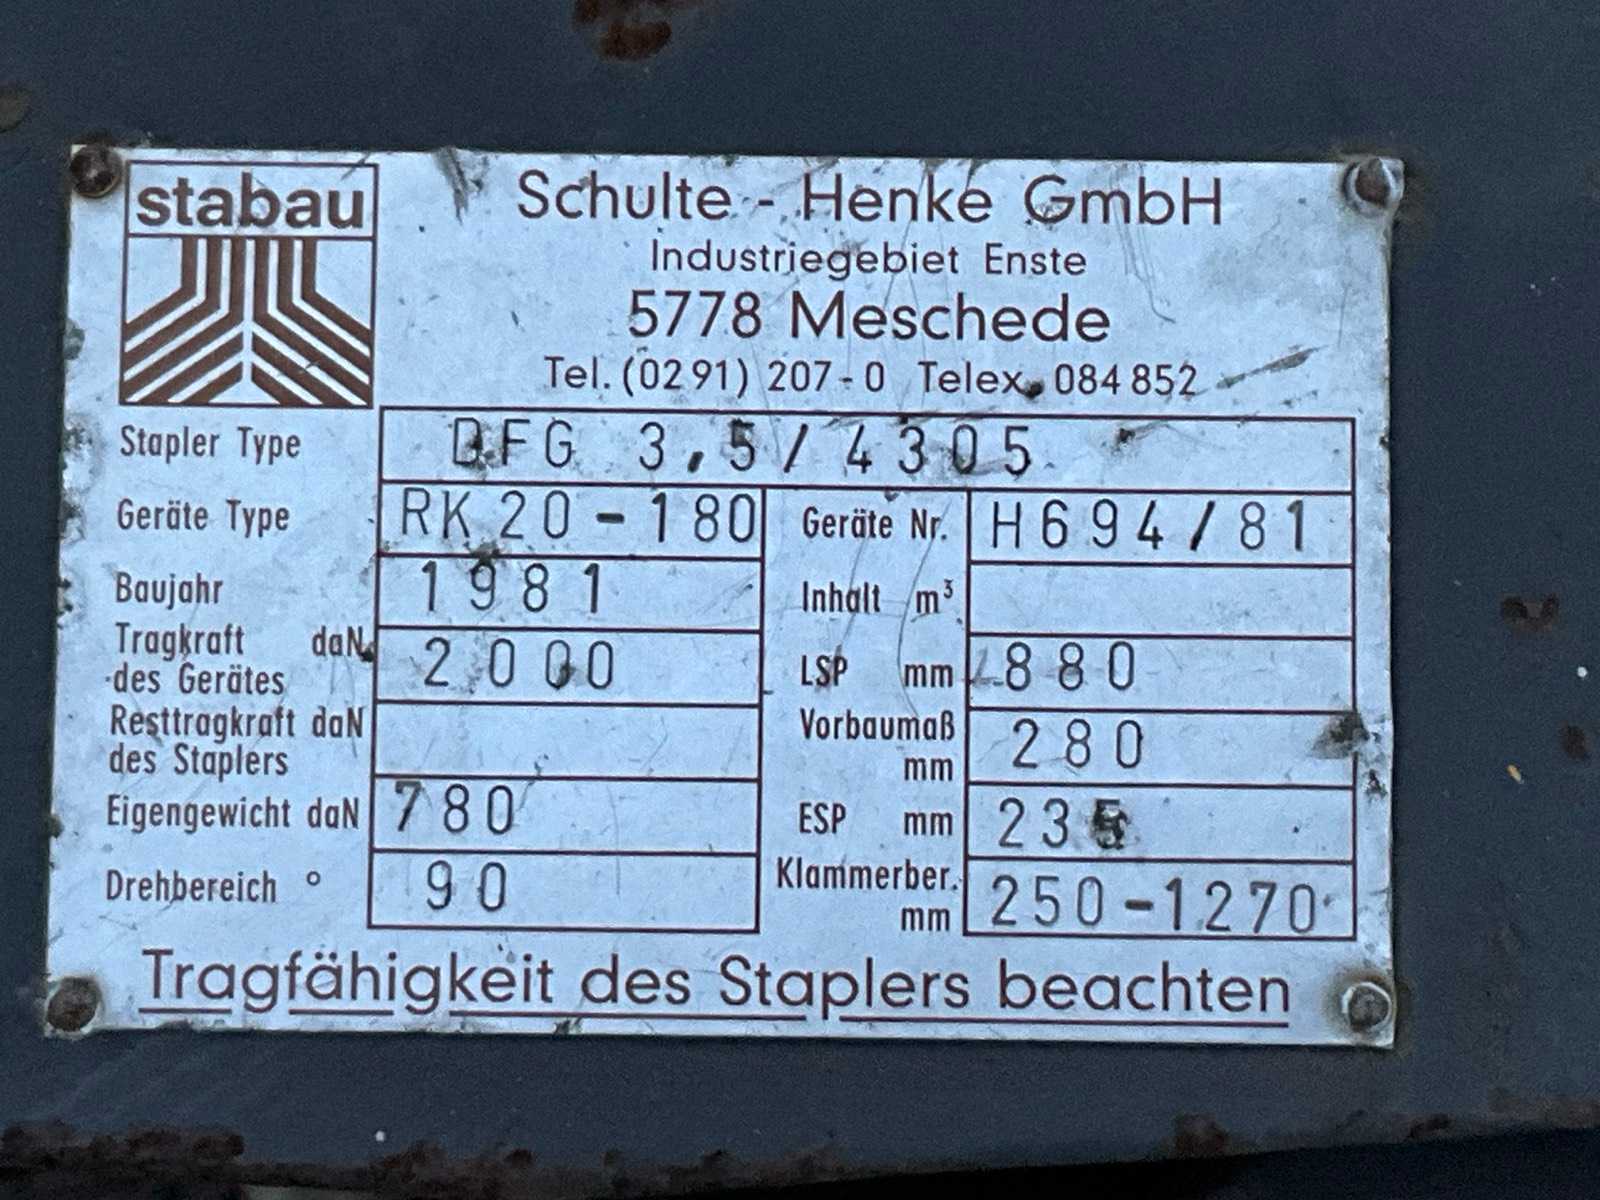 stabau
Schulte - Henke GmbH
Industriegebiet Enste
5778 Meschede
Tel. (0291) 207-0 Telex 084852
Stapler Type DFG 3,5/4305
Geräte Type RK20-180 Geräte Nr. H694/81
Baujahr 1981 Inhalt m³
Tragkraft daN
des Gerätes 2000 LSP mm 880
Resttragkraft daN
des Staplers Vorbaumaß
mm 280
Eigengewicht daN 780 ESP mm 235
Drehbereich ° 90 Klammerber.
mm 250-1270
Tragfähigkeit des Staplers beachten